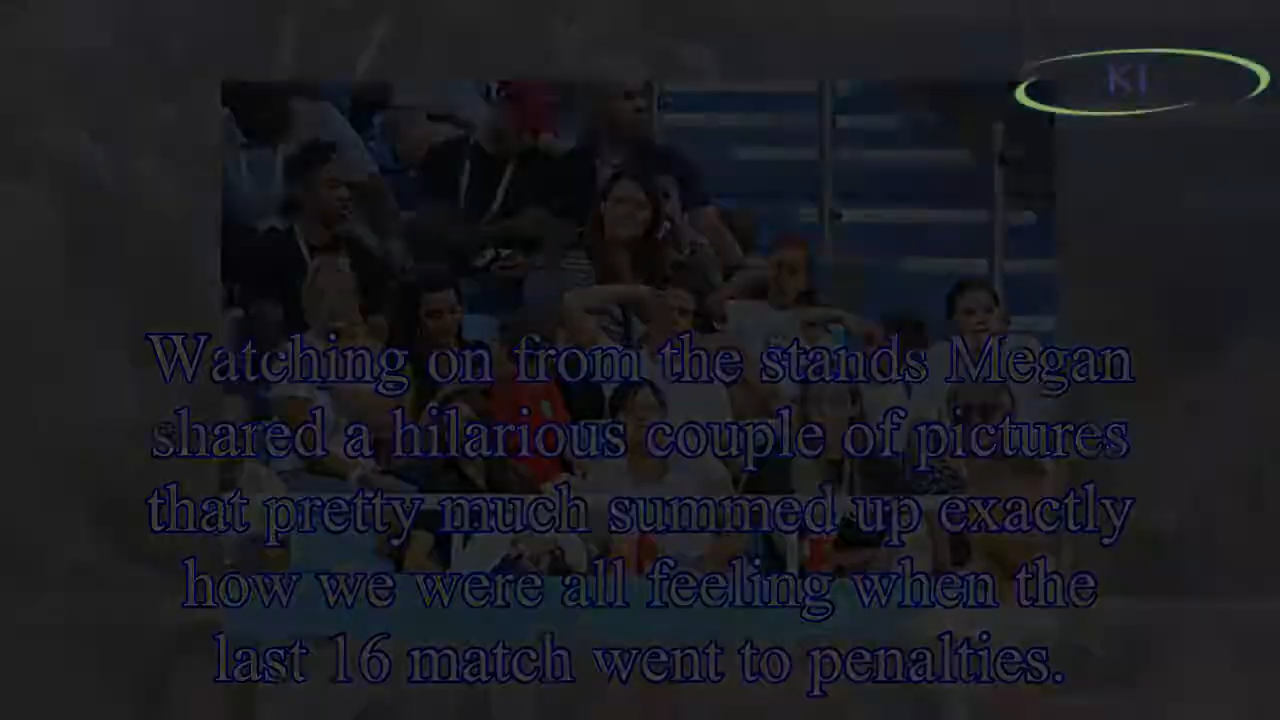 KI
Watching on from the stands Megan
shared a hilarious couple of pictures
that pretty much summed up exactly
how we were all feeling when the
last 16 match went to penalties.